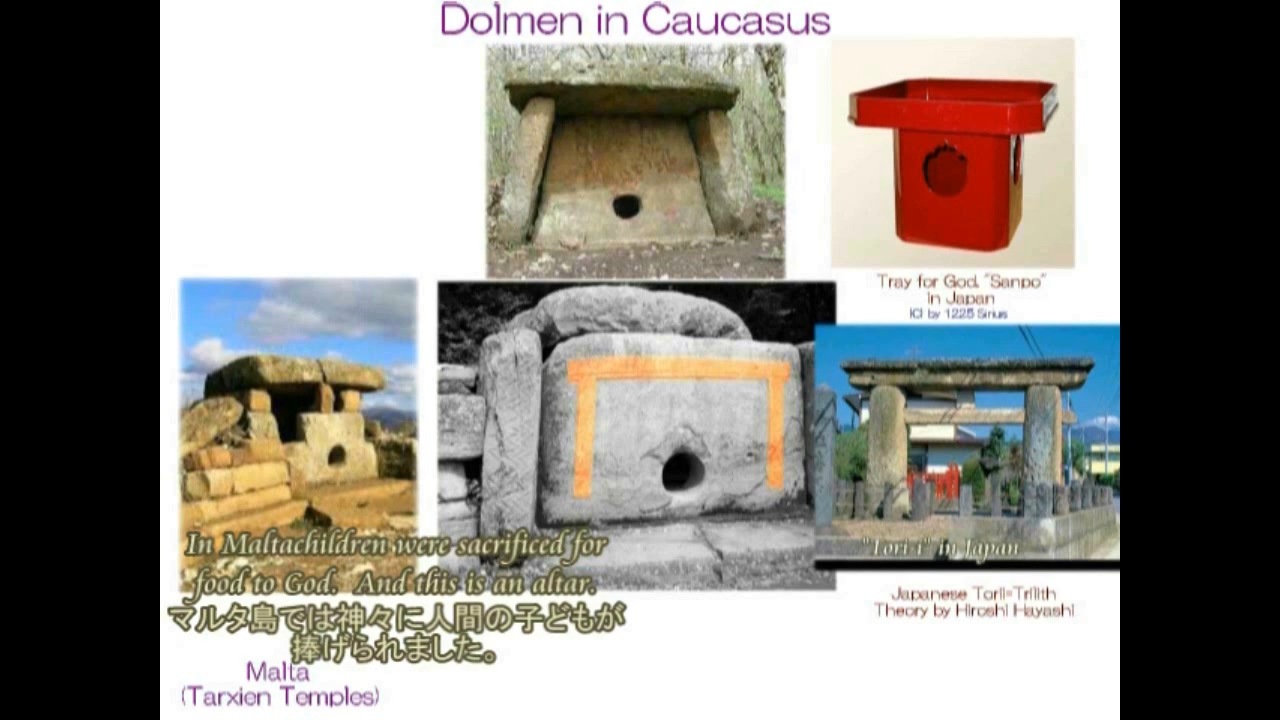 Dolmen in Caucasus
Tray for God. "Sanpo"
in Japan
(C) by 1225 Sirius
"Tori-i" in Japan
Japanese Torii=Trilith
Theory by Hiroshi Hayashi
In Maltachildren were sacrificed for
food to God. And this is an altar.
マルタ島では神々に人間の子どもが
捧げられました。
Malta
(Tarxien Temples)